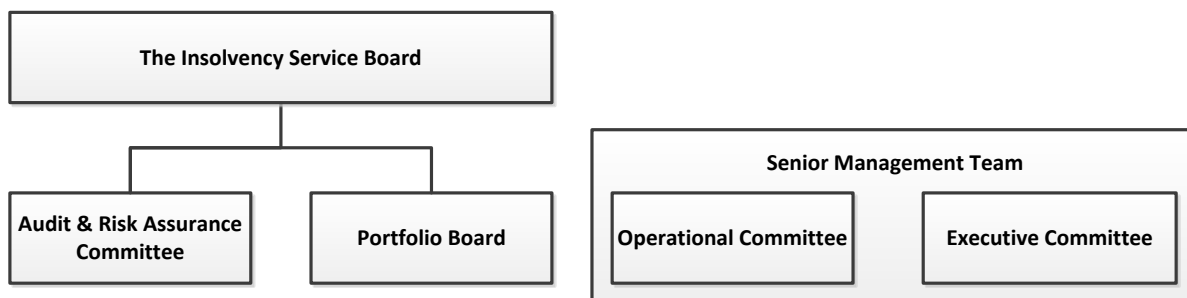 The Insolvency Service Board
Senior Management Team
Audit & Risk Assurance
Committee
Portfolio Board
Operational Committee
Executive Committee